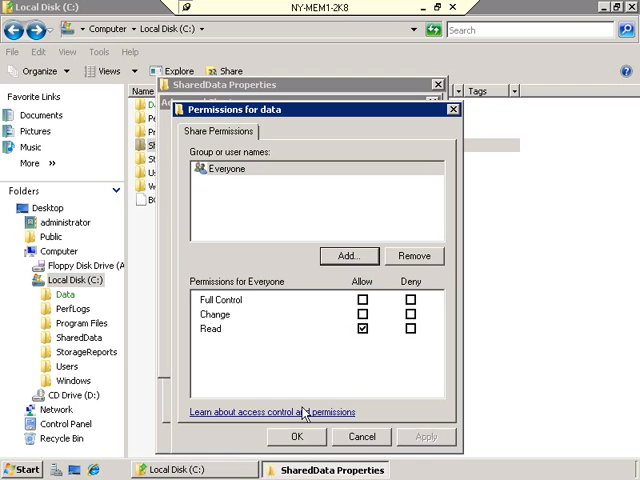 Local Disk (C:)
NY-MEM1-2K8
Computer
Local Disk (C:)
Search
File
Edit
View
Tools
Help
Organize
Views
Explore
Share
Favorite Links
Documents
Pictures
Music
More
Folders
Desktop
administrator
Public
Computer
Floppy Disk Drive (A
Local Disk (C:)
Data
PerfLogs
Program Files
SharedData
StorageReports
Users
Windows
CD Drive (D:)
Network
Control Panel
Recycle Bin
Name
Tags
SharedData Properties
Permissions for data
Share Permissions
Group or user names:
Everyone
Add...
Remove
Permissions for Everyone
Allow
Deny
Full Control
Change
Read
Learn about access control and permissions
OK
Cancel
Apply
Start
Local Disk (C:)
SharedData Properties